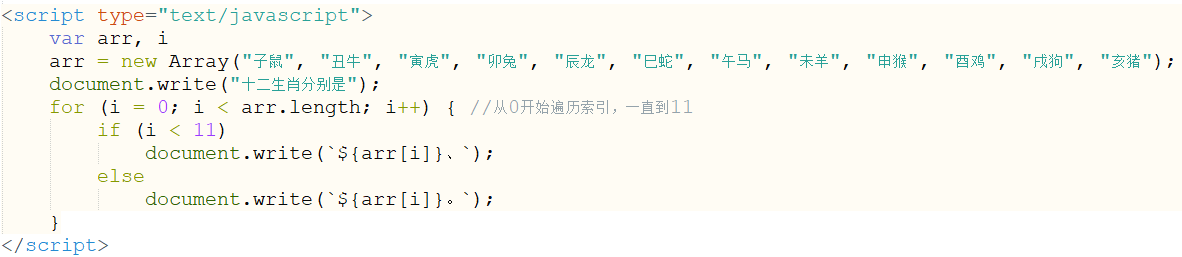 <script type="text/javascript">
    var arr, i
    arr = new Array("子鼠", "丑牛", "寅虎", "卯兔", "辰龙", "巳蛇", "午马", "未羊", "申猴", "酉鸡", "戌狗", "亥猪");
    document.write("十二生肖分别是");
    for (i = 0; i < arr.length; i++) { //从0开始遍历索引，一直到11
        if (i < 11)
            document.write(`${arr[i]}、`);
        else
            document.write(`${arr[i]}。`);
    }
</script>